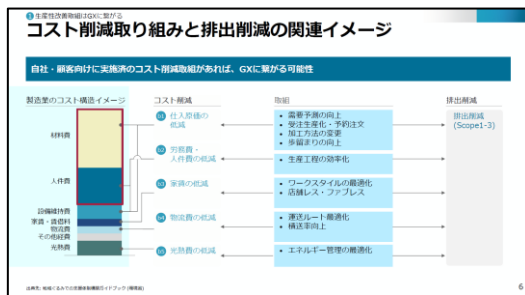 生産性改善取組はGXに繋がる
コスト削減取り組みと排出削減の関連イメージ
自社・顧客向けに実施済のコスト削減取組があれば、GXに繋がる可能性
製造業のコスト構造イメージ
コスト削減
取組
排出削減
材料費
人件費
設備維持費
家賃・賃借料
物流費
その他経費
光熱費
仕入原価の
低減
労務費・
人件費の低減
家賃の低減
物流費の低減
光熱費の低減
• 需要予測の向上
• 受注生産化・予約注文
• 加工方法の変更
• 歩留まりの向上
• 生産工程の効率化
• ワークスタイルの最適化
• 店舗レス・ファブレス
• 運送ルート最適化
• 積送率向上
• エネルギー管理の最適化
排出削減
(Scope1-3)
6